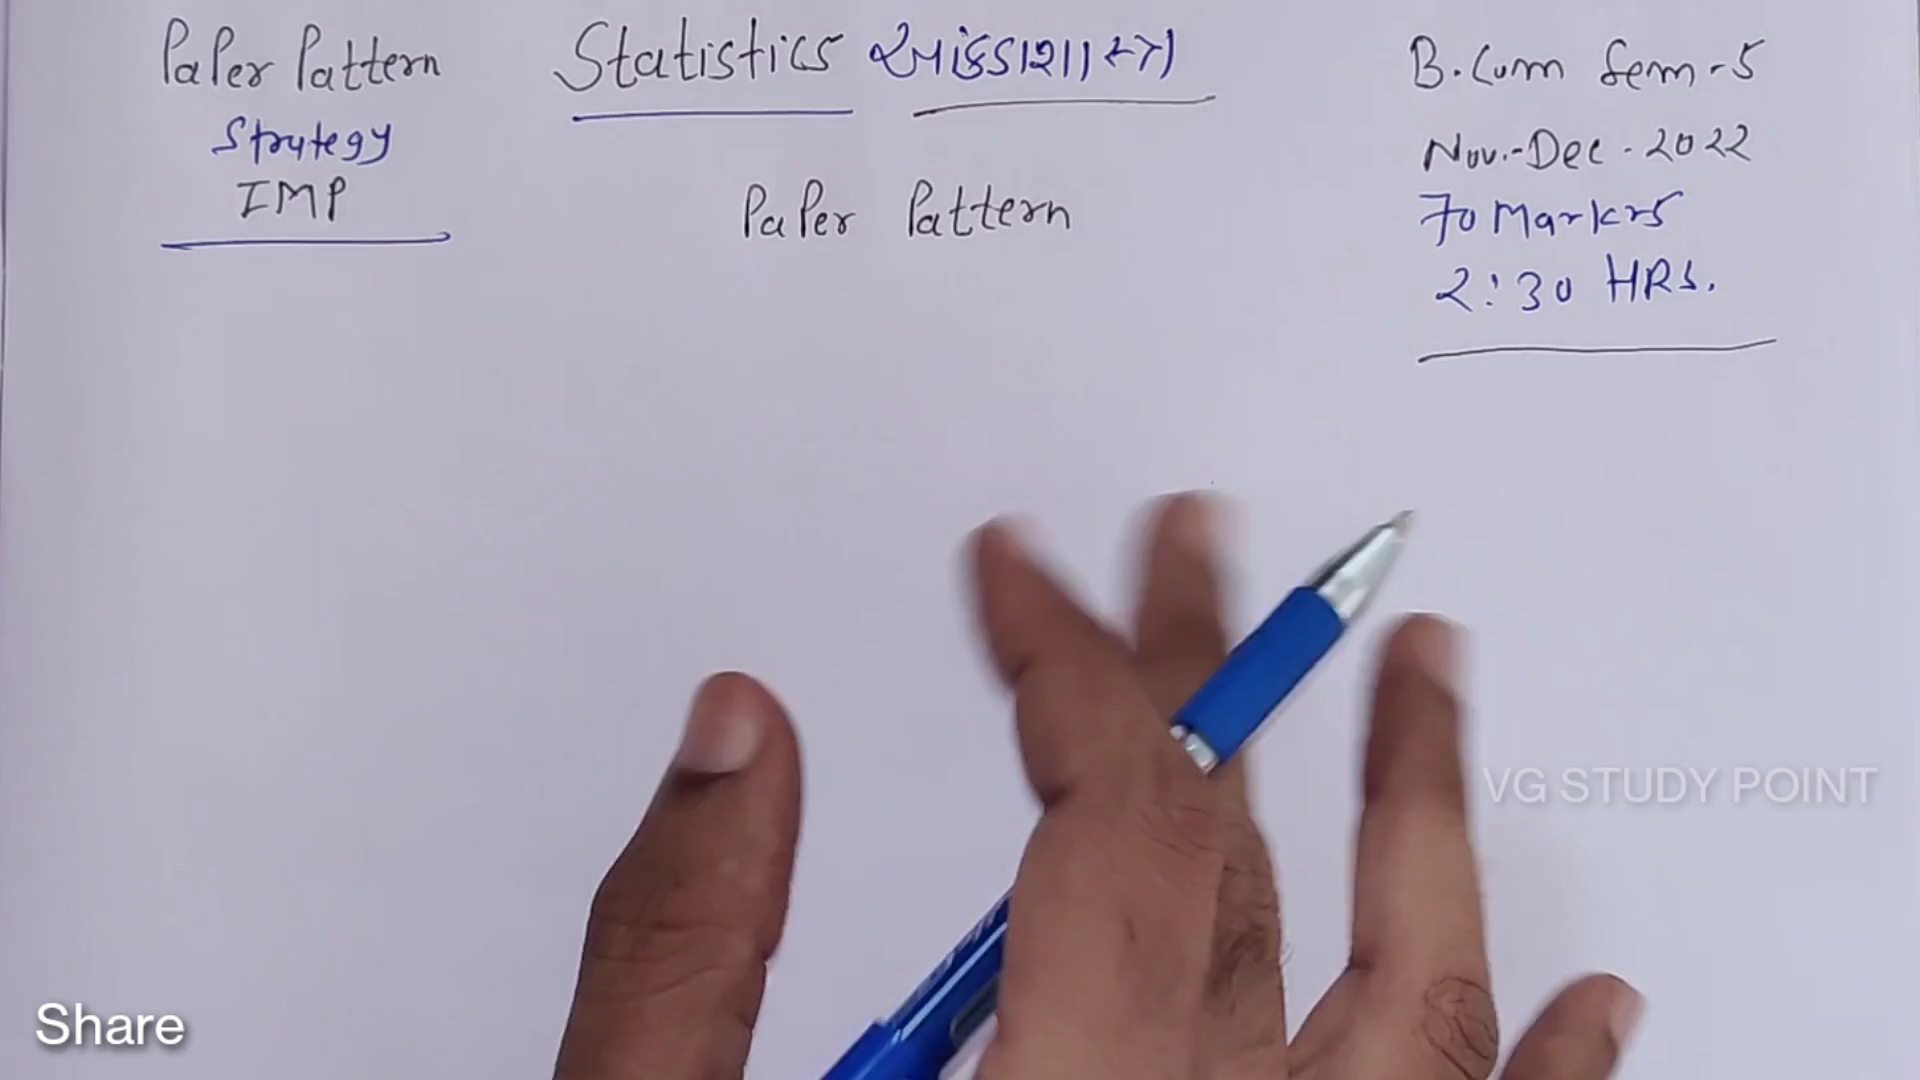 Paper Pattern
Strategy
IMP
Statistics આંકડાશાસ્ત્ર
Paper Pattern
B.Com Sem-5
Nov.-Dec-2022
70 Markrs
2:30 HRS.
VG STUDY POINT
Share